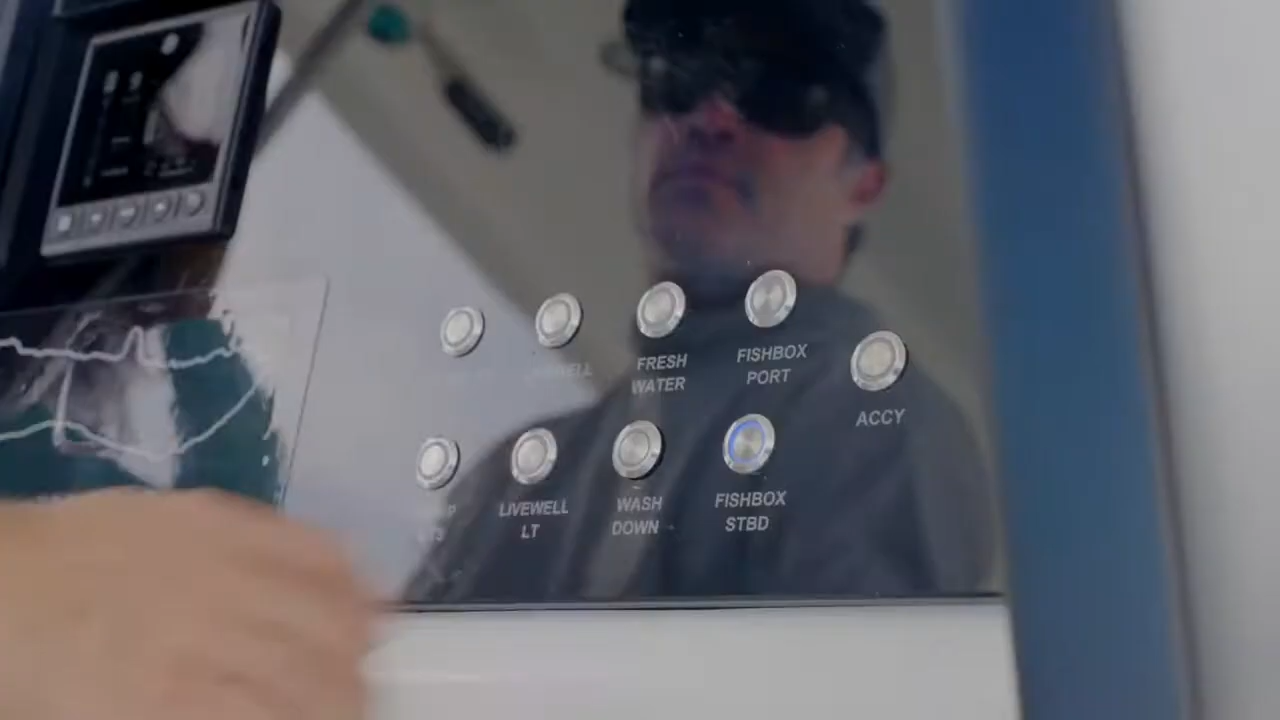 FRESH
WATER
FISHBOX
PORT
ACCY
LIVEWELL
LT
WASH
DOWN
FISHBOX
STBD